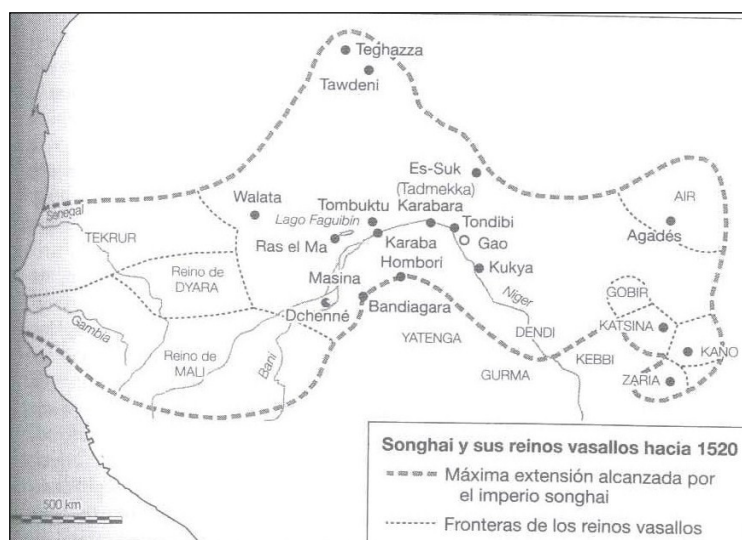 Teghazza
Tawdeni
Es-Suk
(Tadmekka)
AIR
Walata
Tombuktu
Karabara
Tondibi
Agadés
Senegal
Lago Faguibín
TEKRUR
Ras el Ma
Karaba
Gao
Reino de
DYARA
Masina
Hombori
Kukya
GOBIR
Niger
Dchenné
Bandiagara
KATSINA
Gambia
YATENGA
DENDI
KANO
Reino de
MALI
Bani
KEBBI
GURMA
ZARIA
Songhai y sus reinos vasallos hacia 1520
Máxima extensión alcanzada por
el imperio songhai
Fronteras de los reinos vasallos
500 km